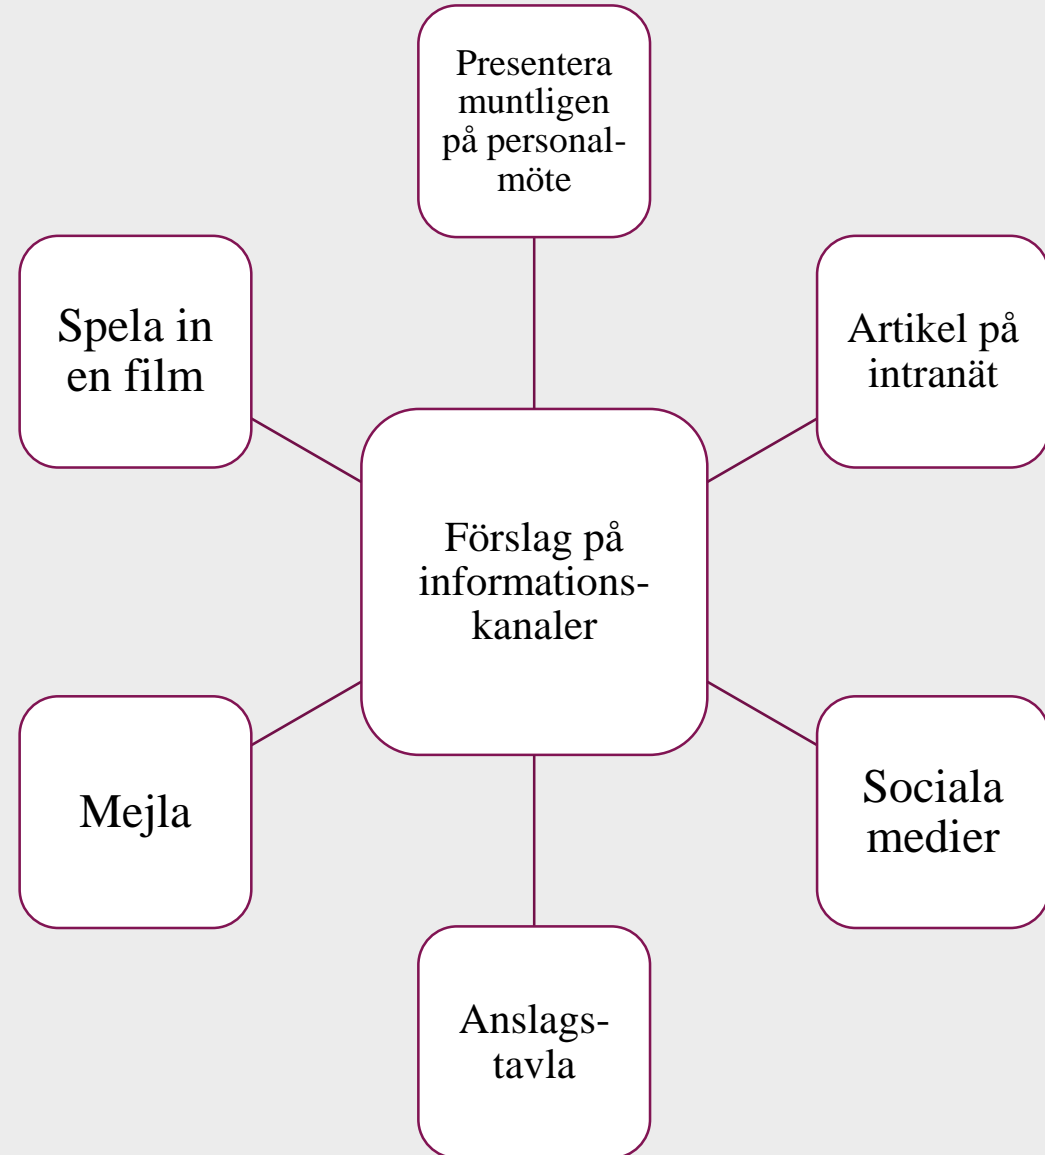 Presentera
muntligen
på personal-
möte
Spela in
en film
Artikel på
intranät
Förslag på
informations-
kanaler
Mejla
Sociala
medier
Anslags-
tavla